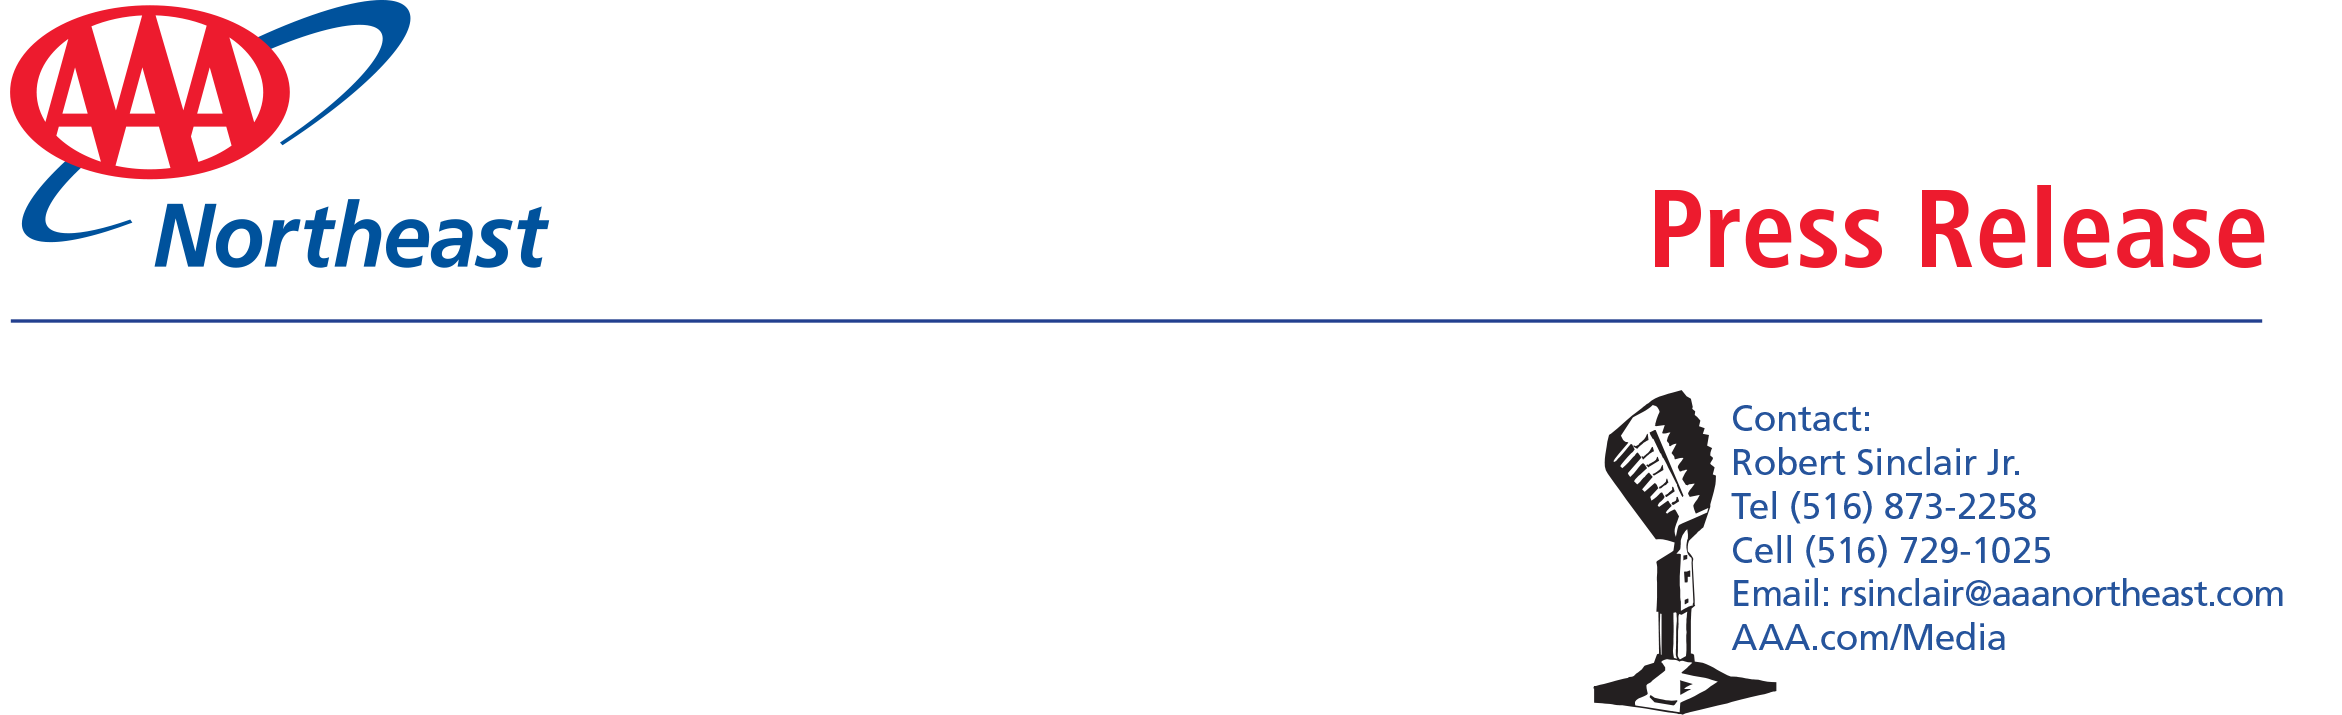 AAA
Northeast
Press Release
Contact:
Robert Sinclair Jr.
Tel (516) 873-2258
Cell (516) 729-1025
Email: rsinclair@aaanortheast.com
AAA.com/Media